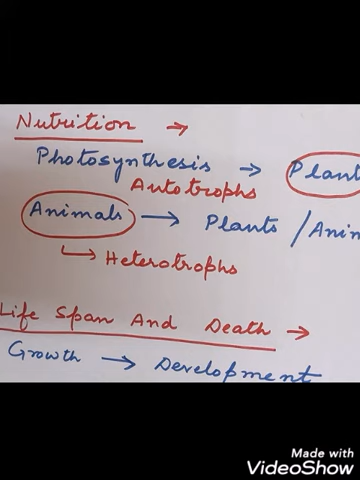 Nutrition →
Photosynthesis → Plant
Autotrophs
Animals → Plants / Anim
↳ Heterotrophs
Life Span And Death →
Growth → Development
Made with
VideoShow